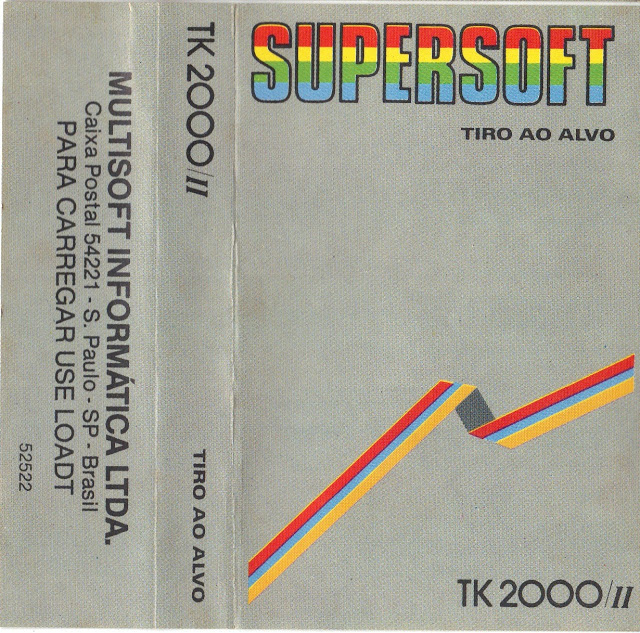 SUPERSOFT
TIRO AO ALVO
TK 2000/II
TK 2000/II
TIRO AO ALVO
MULTISOFT INFORMÁTICA LTDA.
Caixa Postal 54221 - S. Paulo - SP - Brasil
PARA CARREGAR USE LOADT
52522